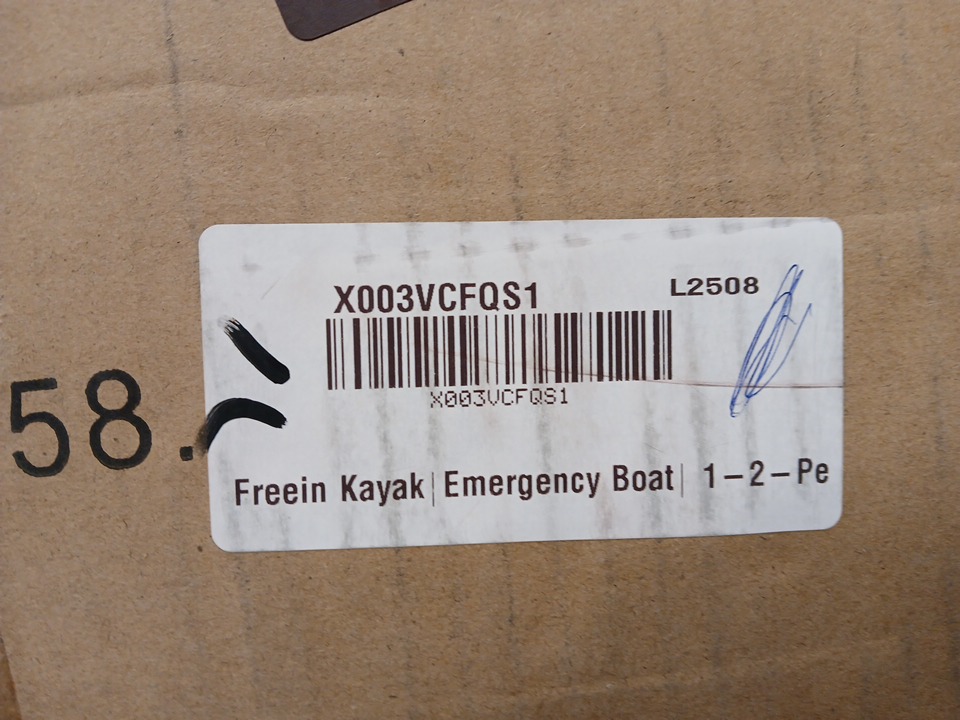 X003VCFQS1 L2508
X003VCFQS1
58.
Freein Kayak | Emergency Boat | 1-2-Pe